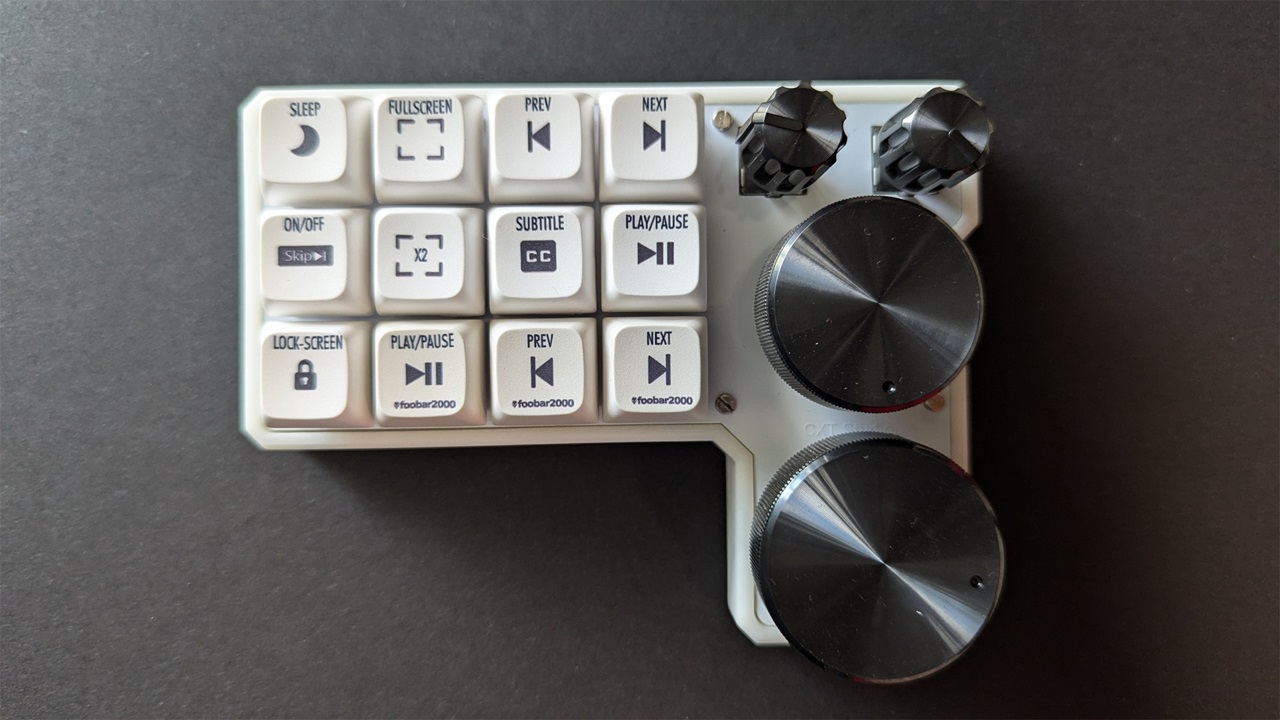 SLEEP
FULLSCREEN
PREV
NEXT
ON/OFF
Skip
X2
SUBTITLE
CC
PLAY/PAUSE
LOCK-SCREEN
PLAY/PAUSE
foobar2000
PREV
foobar2000
NEXT
foobar2000